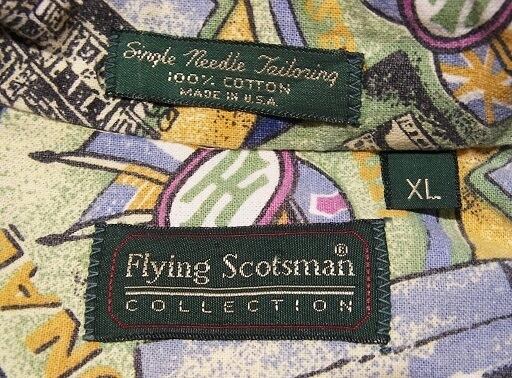 Single Needle Tailoring
100% COTTON
MADE IN U.S.A
XL
Flying Scotsman®
COLLECTION